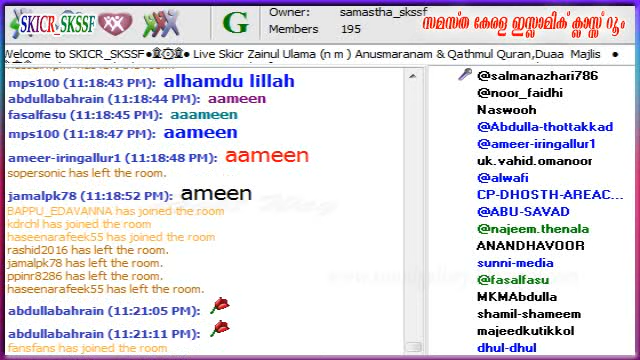 SKICR SKSSF
G
Owner: samastha_skssf
Members 195
സമസ്ത കേരള ഇസ്ലാമിക് ക്ലാസ്സ് റൂം
Welcome to SKICR_SKSSF Live Skicr Zainul Ulama (n m ) Anusmaranam & Qathmul Quran,Duaa Majlis
mps100 (11:18:43 PM): alhamdu lillah
abdullabahrain (11:18:44 PM): aameen
fasalfasu (11:18:45 PM): aaameen
mps100 (11:18:47 PM): aameen
ameer-iringallur1 (11:18:48 PM): aameen
sopersonic has left the room.
jamalpk78 (11:18:52 PM): ameen
BAPPU_EDAVANNA has joined the room
kdrchl has joined the room
haseenarafeek55 has joined the room
rashid2016 has left the room.
jamalpk78 has left the room.
ppinr8286 has left the room.
haseenarafeek55 has left the room.
abdullabahrain (11:21:05 PM):
abdullabahrain (11:21:11 PM):
fansfans has joined the room
@salmanazhari786
@noor_faidhi
Naswooh
@Abdulla-thottakkad
@ameer-iringallur1
uk.vahid.omanoor
@alwafi
CP-DHOSTH-AREAC...
@ABU-SAVAD
@najeem.thenala
ANANDHAVOOR
sunni-media
@fasalfasu
MKMAbdulla
shamil-shameem
majeedkutikkol
dhul-dhul